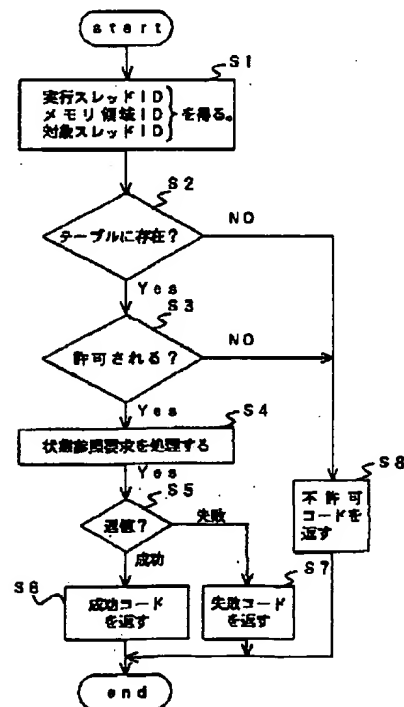 start
S1
実行スレッドID
メモリ領域ID
対象スレッドID
を得る。
S2
テーブルに存在?
NO
Yes
S3
許可される?
NO
Yes
S4
状態参照要求を処理する
Yes
S5
返値?
失敗
成功
S6
成功コード
を返す
S7
失敗コード
を返す
S8
不許可
コードを
返す
end